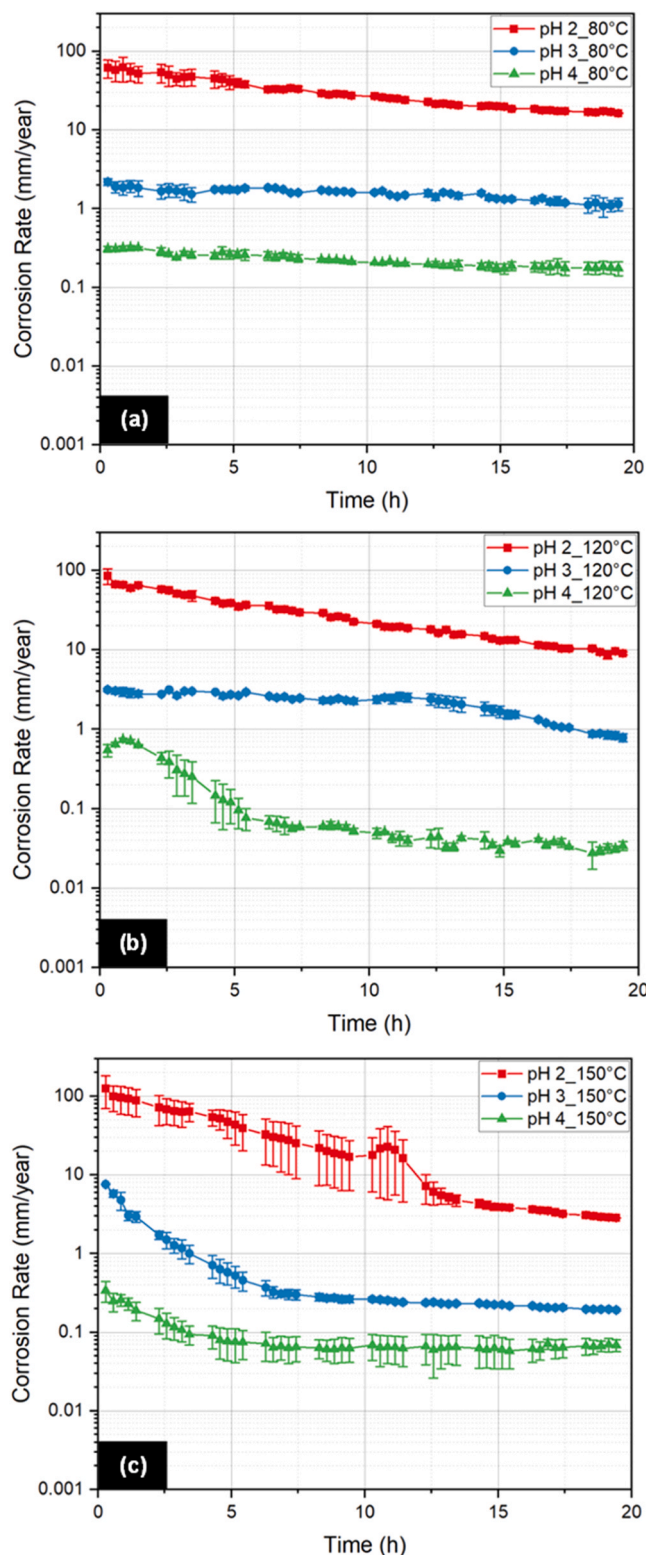 pH 2_80°C
pH 3_80°C
pH 4_80°C
100
10
1
0.1
0.01
0.001
Corrosion Rate (mm/year)
(a)
0 5 10 15 20
Time (h)
pH 2_120°C
pH 3_120°C
pH 4_120°C
100
10
1
0.1
0.01
0.001
Corrosion Rate (mm/year)
(b)
0 5 10 15 20
Time (h)
pH 2_150°C
pH 3_150°C
pH 4_150°C
100
10
1
0.1
0.01
0.001
Corrosion Rate (mm/year)
(c)
0 5 10 15 20
Time (h)